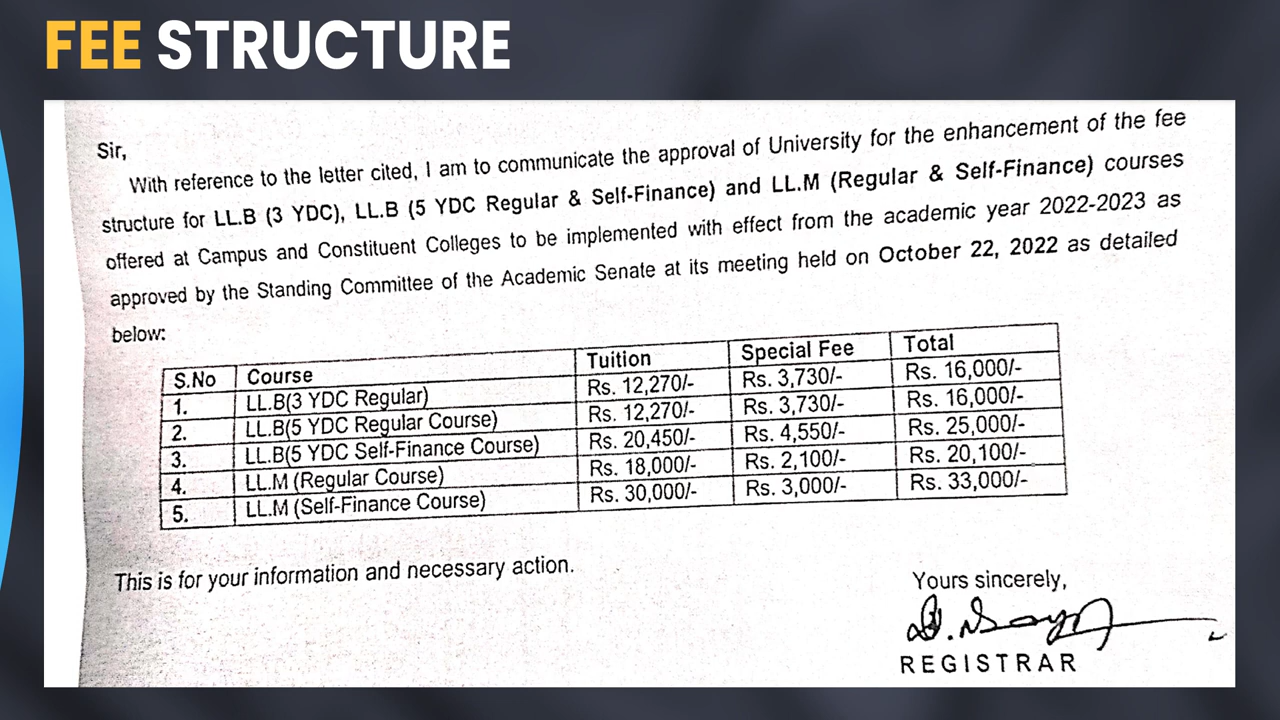 FEE STRUCTURE
Sir,
With reference to the letter cited, I am to communicate the approval of University for the enhancement of the fee
structure for LL.B (3 YDC), LL.B (5 YDC Regular & Self-Finance) and LL.M (Regular & Self-Finance) courses
offered at Campus and Constituent Colleges to be implemented with effect from the academic year 2022-2023 as
approved by the Standing Committee of the Academic Senate at its meeting held on October 22, 2022 as detailed
below:
S.No Course Tuition Special Fee Total
1. LL.B(3 YDC Regular) Rs. 12,270/- Rs. 3,730/- Rs. 16,000/-
2. LL.B(5 YDC Regular Course) Rs. 12,270/- Rs. 3,730/- Rs. 16,000/-
3. LL.B(5 YDC Self-Finance Course) Rs. 20,450/- Rs. 4,550/- Rs. 25,000/-
4. LL.M (Regular Course) Rs. 18,000/- Rs. 2,100/- Rs. 20,100/-
5. LL.M (Self-Finance Course) Rs. 30,000/- Rs. 3,000/- Rs. 33,000/-
This is for your information and necessary action.
Yours sincerely,
REGISTRAR